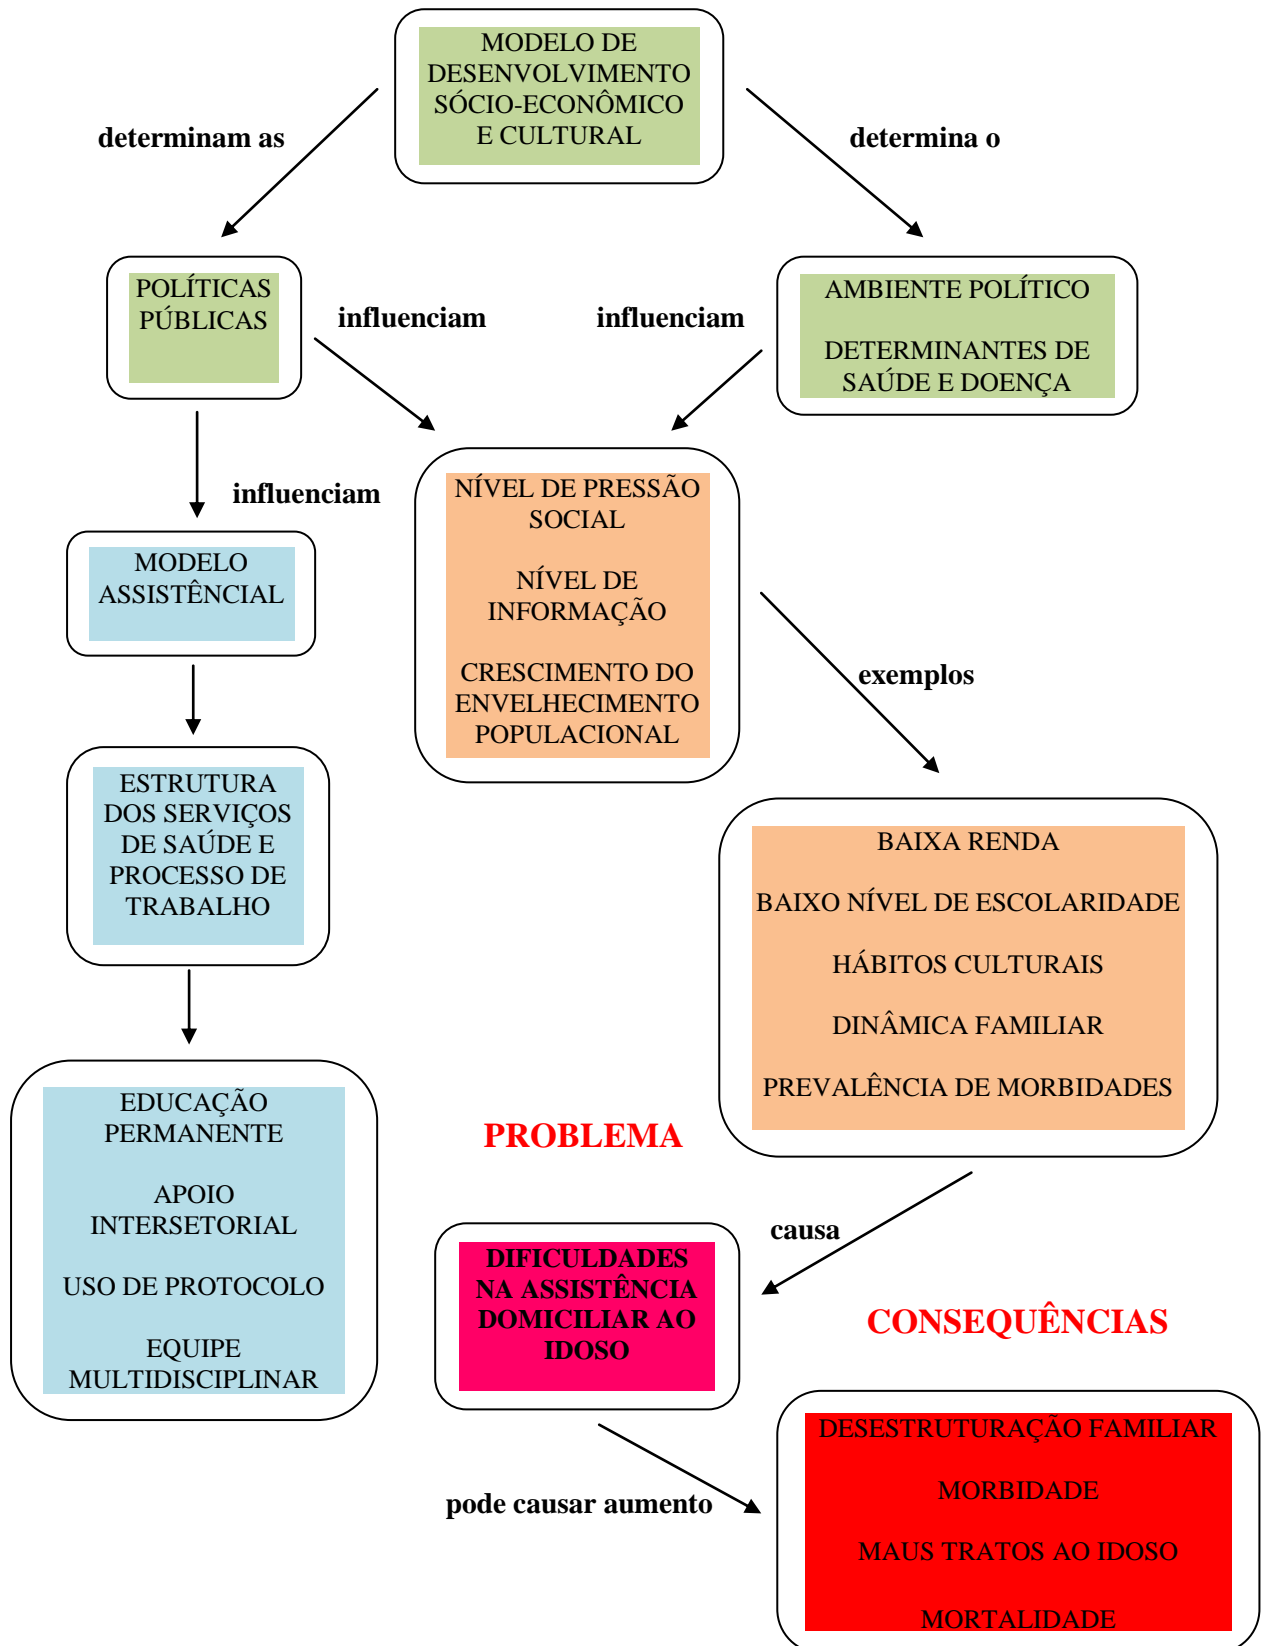 MODELO DE
DESENVOLVIMENTO
SÓCIO-ECONÔMICO
E CULTURAL
determinam as
determina o
POLÍTICAS
PÚBLICAS
influenciam
influenciam
AMBIENTE POLÍTICO
DETERMINANTES DE
SAÚDE E DOENÇA
influenciam
NÍVEL DE PRESSÃO
SOCIAL
NÍVEL DE
INFORMAÇÃO
CRESCIMENTO DO
ENVELHECIMENTO
POPULACIONAL
MODELO
ASSISTÊNCIAL
exemplos
ESTRUTURA
DOS SERVIÇOS
DE SAÚDE E
PROCESSO DE
TRABALHO
BAIXA RENDA
BAIXO NÍVEL DE ESCOLARIDADE
HÁBITOS CULTURAIS
DINÂMICA FAMILIAR
PREVALÊNCIA DE MORBIDADES
EDUCAÇÃO
PERMANENTE
APOIO
INTERSETORIAL
USO DE PROTOCOLO
EQUIPE
MULTIDISCIPLINAR
PROBLEMA
causa
DIFICULDADES
NA ASSISTÊNCIA
DOMICILIAR AO
IDOSO
CONSEQUÊNCIAS
pode causar aumento
DESESTRUTURAÇÃO FAMILIAR
MORBIDADE
MAUS TRATOS AO IDOSO
MORTALIDADE